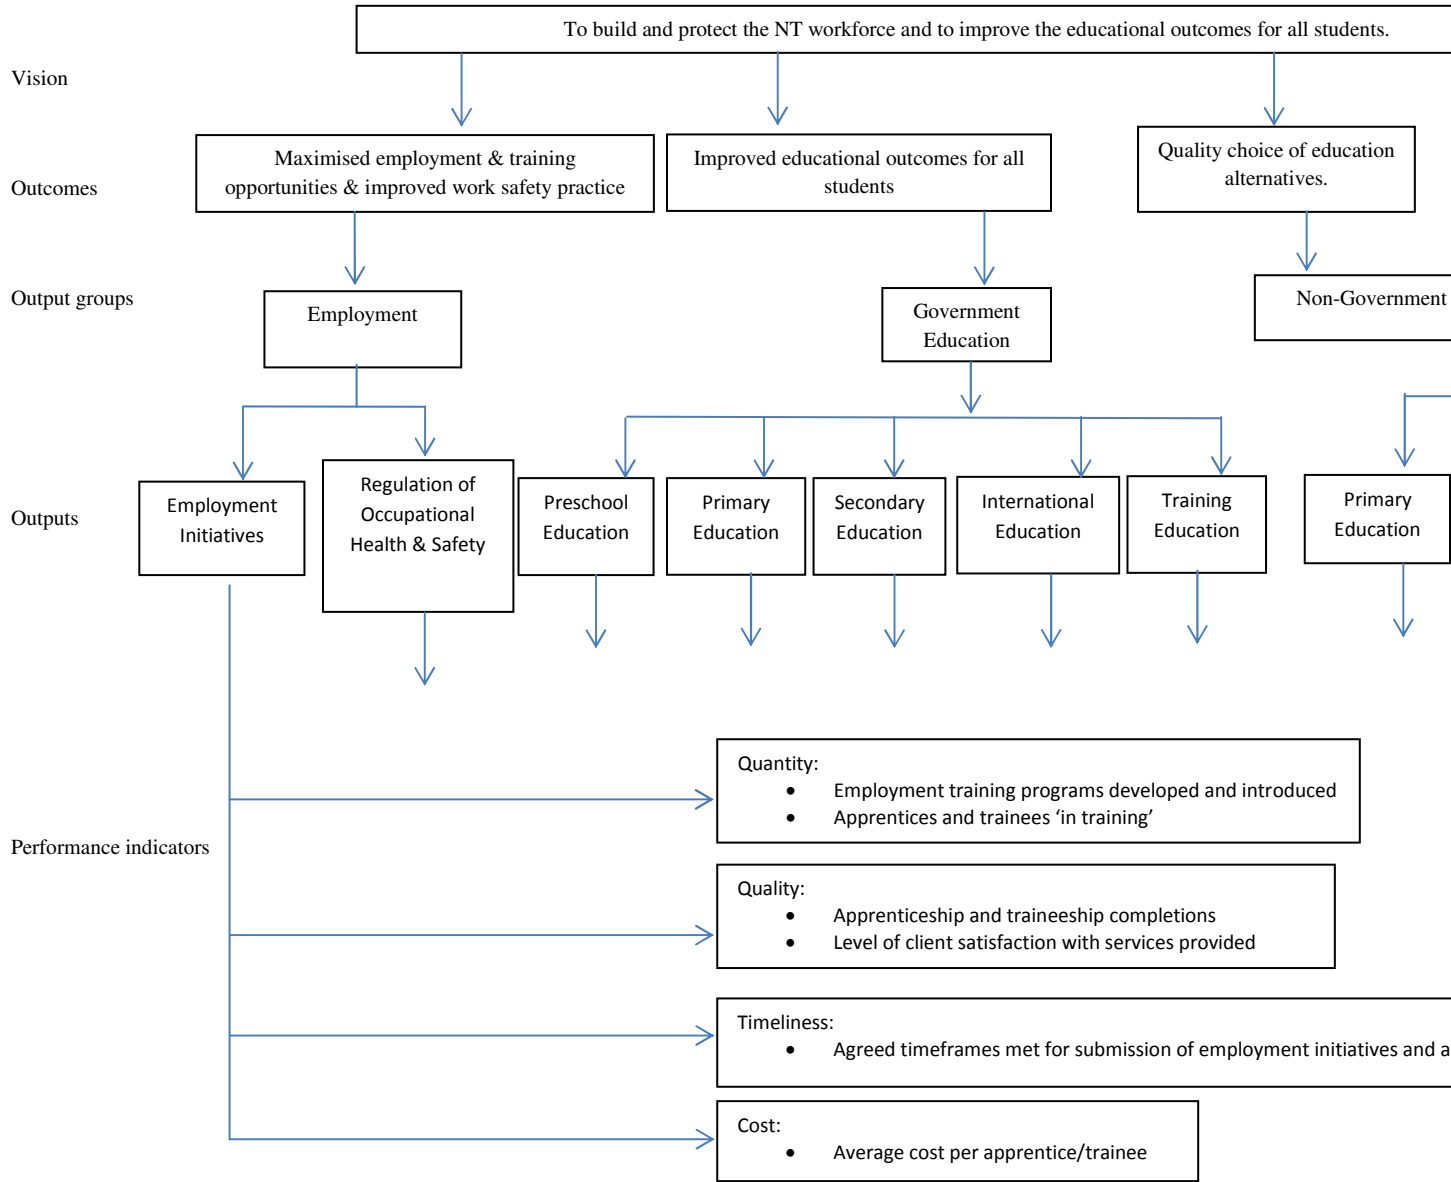 To build and protect the NT workforce and to improve the educational outcomes for all students.
Vision
Outcomes
Maximised employment & training
opportunities & improved work safety practice
Improved educational outcomes for all
students
Quality choice of education
alternatives.
Output groups
Employment
Government
Education
Non-Government
Outputs
Employment
Initiatives
Regulation of
Occupational
Health & Safety
Preschool
Education
Primary
Education
Secondary
Education
International
Education
Training
Education
Primary
Education
Performance indicators
Quantity:
• Employment training programs developed and introduced
• Apprentices and trainees ‘in training’
Quality:
• Apprenticeship and traineeship completions
• Level of client satisfaction with services provided
Timeliness:
• Agreed timeframes met for submission of employment initiatives and a
Cost:
• Average cost per apprentice/trainee